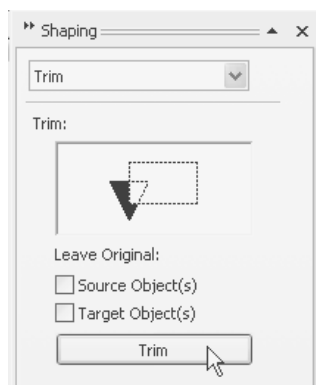 Shaping
Trim
Trim:
Leave Original:
Source Object(s)
Target Object(s)
Trim